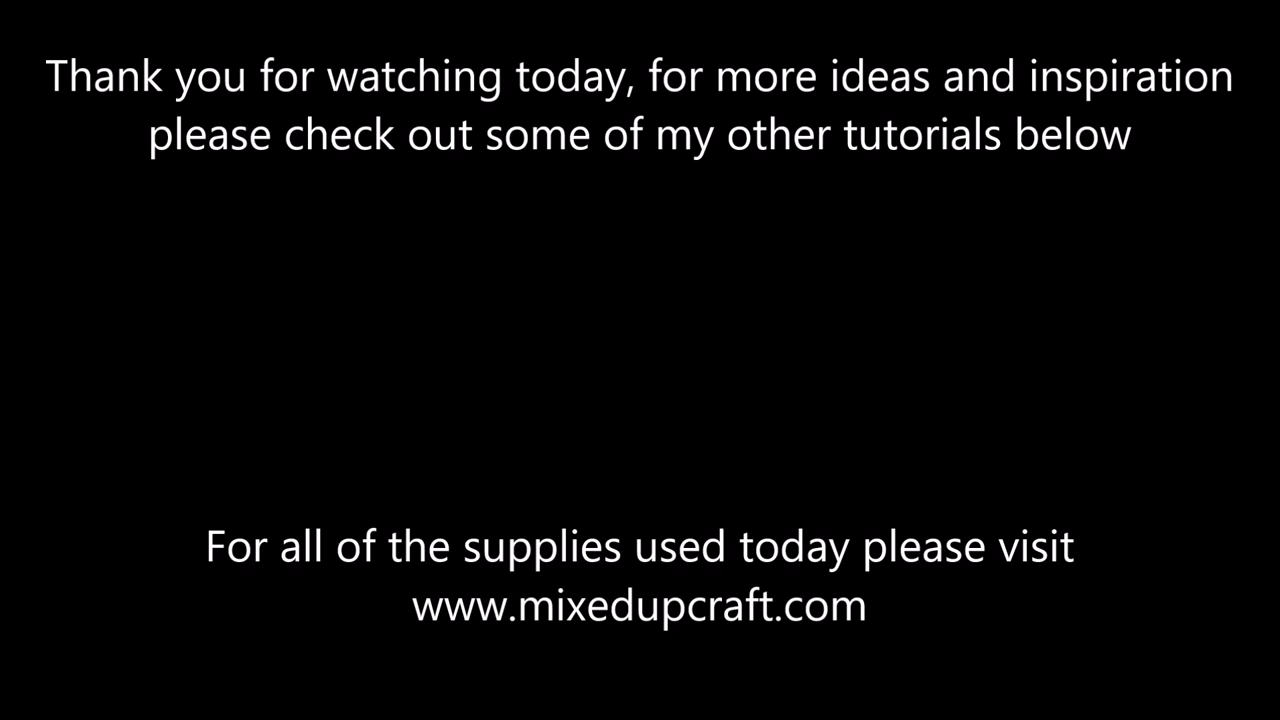 Thank you for watching today, for more ideas and inspiration
please check out some of my other tutorials below
For all of the supplies used today please visit
www.mixedupcraft.com